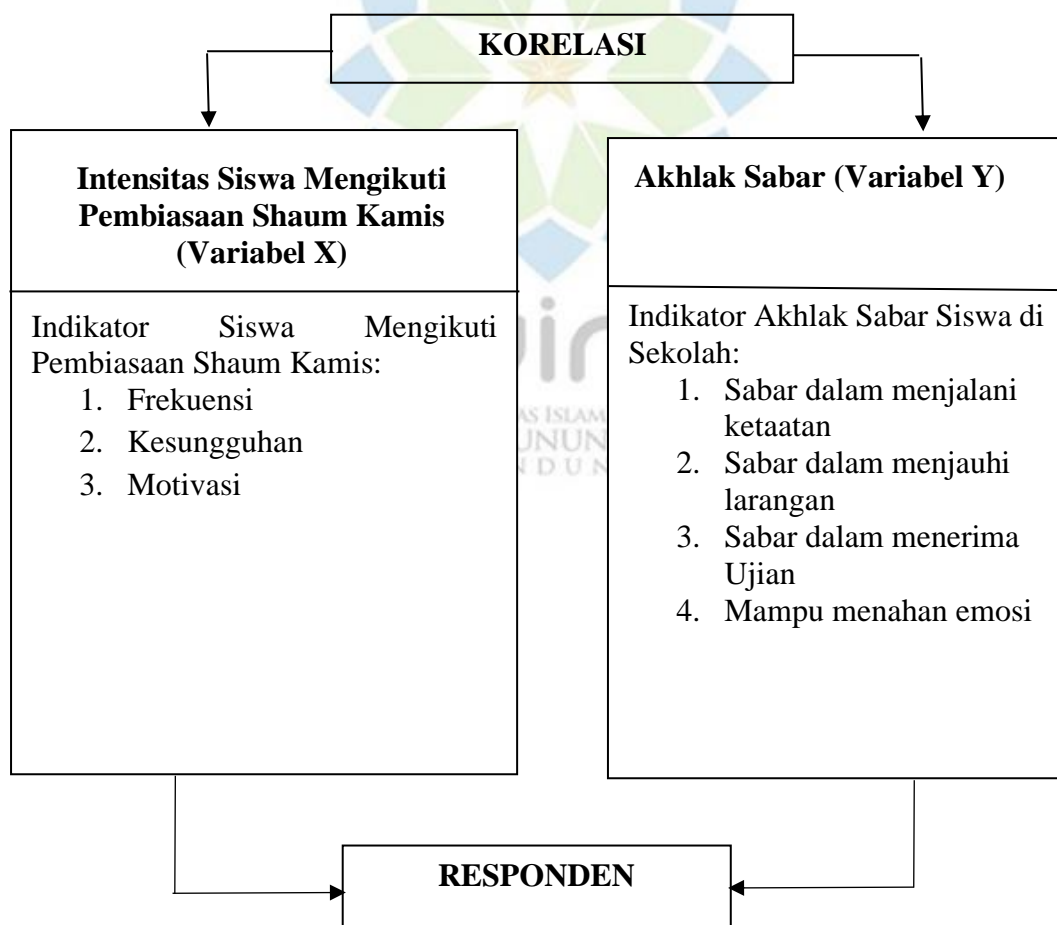 KORELASI
Intensitas Siswa Mengikuti
Pembiasaan Shaum Kamis
(Variabel X)
Indikator Siswa Mengikuti
Pembiasaan Shaum Kamis:
1. Frekuensi
2. Kesungguhan
3. Motivasi
Akhlak Sabar (Variabel Y)
Indikator Akhlak Sabar Siswa di
Sekolah:
1. Sabar dalam menjalani
ketaatan
2. Sabar dalam menjauhi
larangan
3. Sabar dalam menerima
Ujian
4. Mampu menahan emosi
RESPONDEN